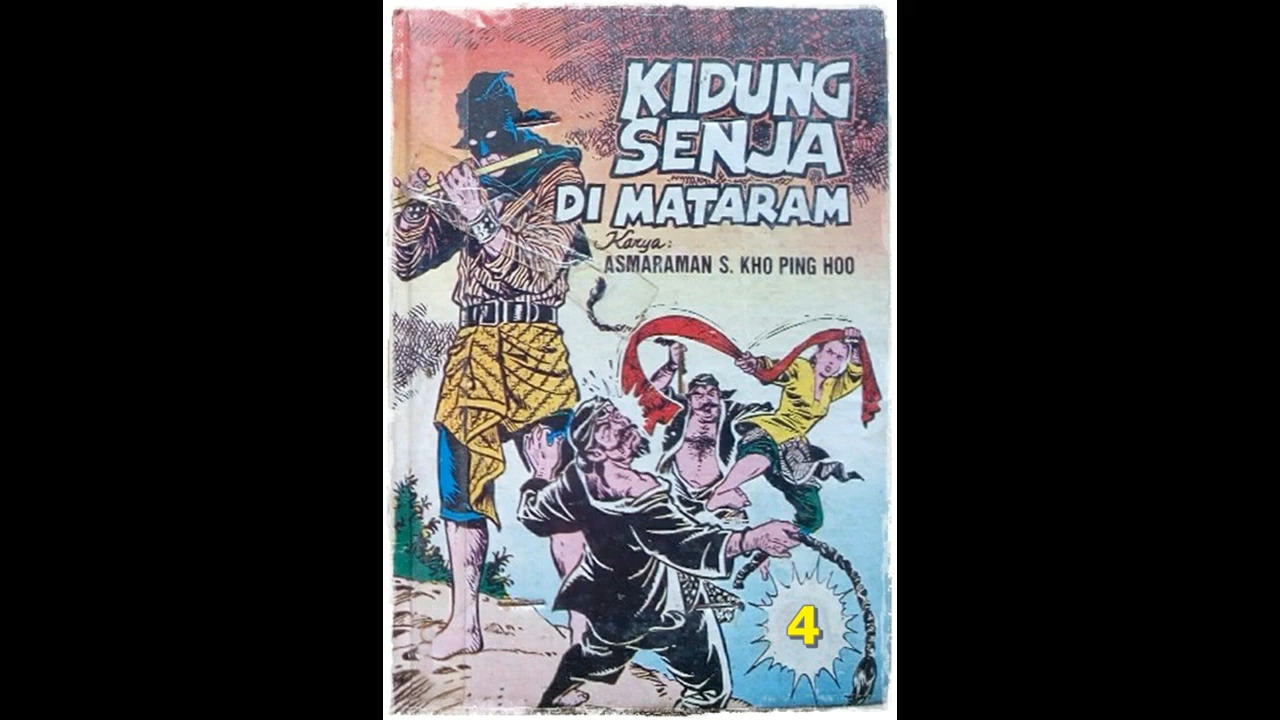 KIDUNG
SENJA
DI MATARAM
Karya:
ASMARAMAN S. KHO PING HOO
4